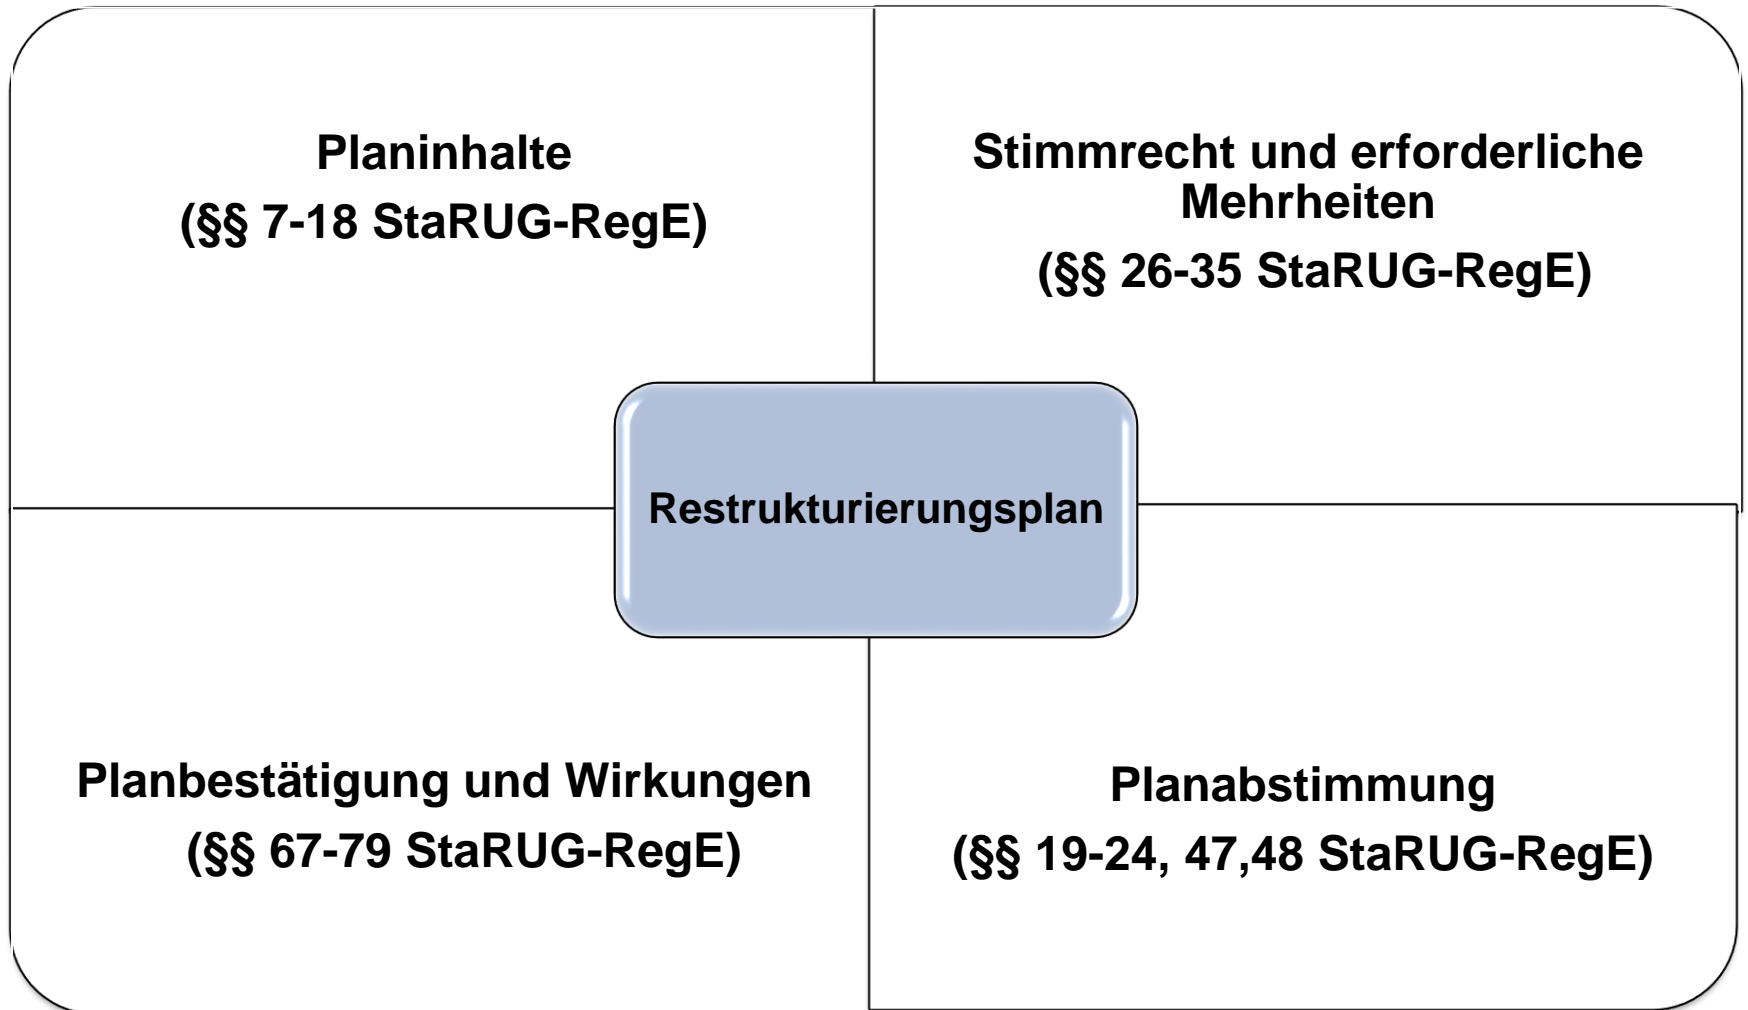 Planinhalte
(§§ 7-18 StaRUG-RegE)
Stimmrecht und erforderliche
Mehrheiten
(§§ 26-35 StaRUG-RegE)
Restrukturierungsplan
Planbestätigung und Wirkungen
(§§ 67-79 StaRUG-RegE)
Planabstimmung
(§§ 19-24, 47,48 StaRUG-RegE)